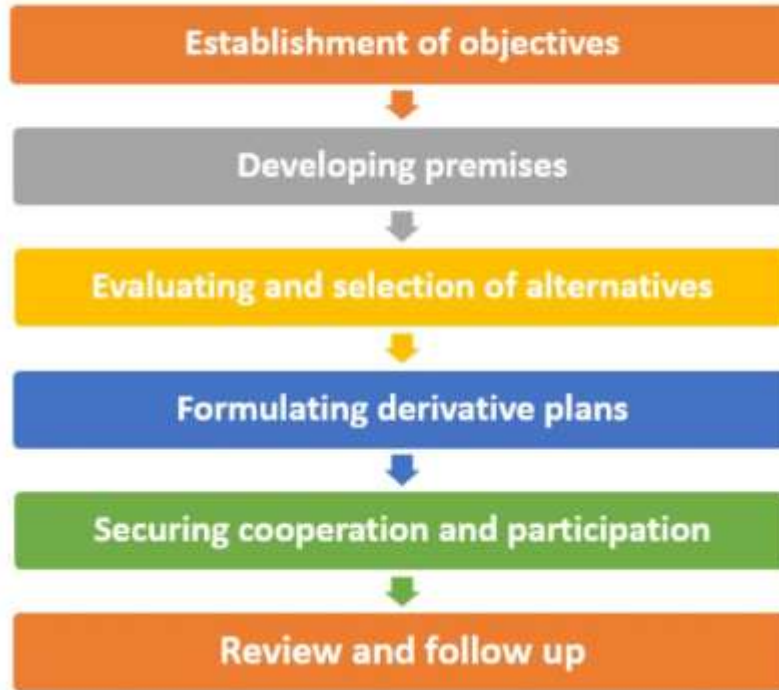 Establishment of objectives
Developing premises
Evaluating and selection of alternatives
Formulating derivative plans
Securing cooperation and participation
Review and follow up